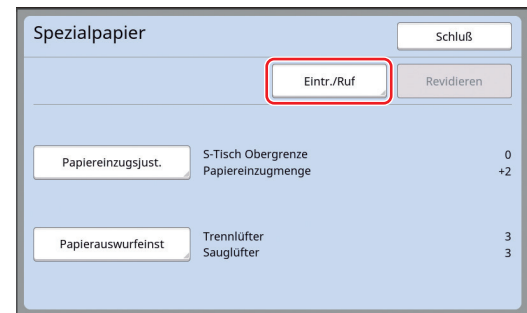 Spezialpapier
Schluß
Eintr./Ruf
Revidieren
Papiereinzugsjust.
S-Tisch Obergrenze 0
Papiereinzugmenge +2
Papierauswurfeinst
Trennlüfter 3
Sauglüfter 3